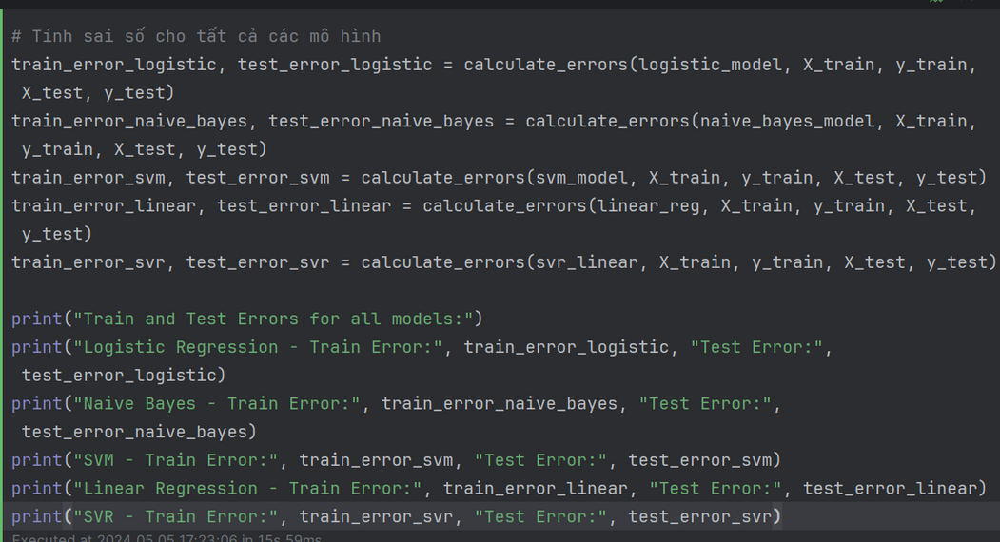 # Tính sai số cho tất cả các mô hình
train_error_logistic, test_error_logistic = calculate_errors(logistic_model, X_train, y_train,
X_test, y_test)
train_error_naive_bayes, test_error_naive_bayes = calculate_errors(naive_bayes_model, X_train,
y_train, X_test, y_test)
train_error_svm, test_error_svm = calculate_errors(svm_model, X_train, y_train, X_test, y_test)
train_error_linear, test_error_linear = calculate_errors(linear_reg, X_train, y_train, X_test,
y_test)
train_error_svr, test_error_svr = calculate_errors(svr_linear, X_train, y_train, X_test, y_test)
print("Train and Test Errors for all models:")
print("Logistic Regression - Train Error:", train_error_logistic, "Test Error:",
test_error_logistic)
print("Naive Bayes - Train Error:", train_error_naive_bayes, "Test Error:",
test_error_naive_bayes)
print("SVM - Train Error:", train_error_svm, "Test Error:", test_error_svm)
print("Linear Regression - Train Error:", train_error_linear, "Test Error:", test_error_linear)
print("SVR - Train Error:", train_error_svr, "Test Error:", test_error_svr)
Executed at 2024.05.05 17:23:06 in 15s 59ms